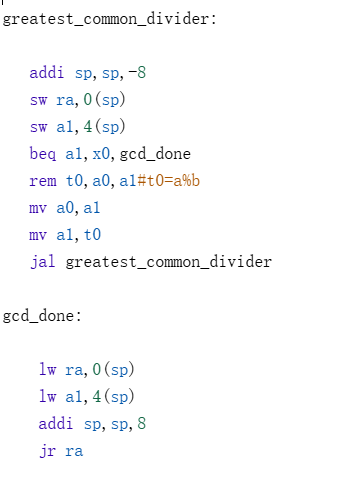 greatest_common_divider:
addi sp,sp,-8
sw ra,0(sp)
sw a1,4(sp)
beq a1,x0,gcd_done
rem t0,a0,a1#t0=a%b
mv a0,a1
mv a1,t0
jal greatest_common_divider
gcd_done:
lw ra,0(sp)
lw a1,4(sp)
addi sp,sp,8
jr ra